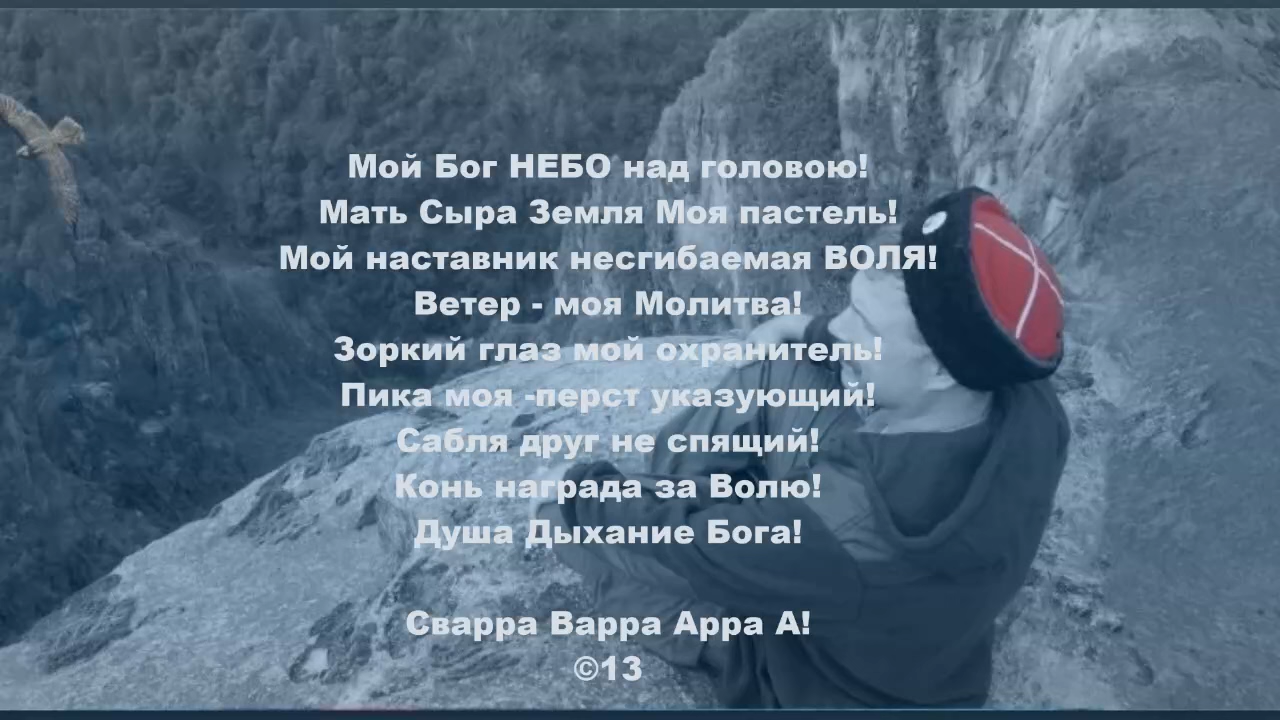 Мой Бог НЕБО над головою!
Мать Сыра Земля Моя пастель!
Мой наставник несгибаемая ВОЛЯ!
Ветер - моя Молитва!
Зоркий глаз мой охранитель!
Пика моя -перст указующий!
Сабля друг не спящий!
Конь награда за Волю!
Душа Дыхание Бога!
Сварра Варра Арра А!
©13